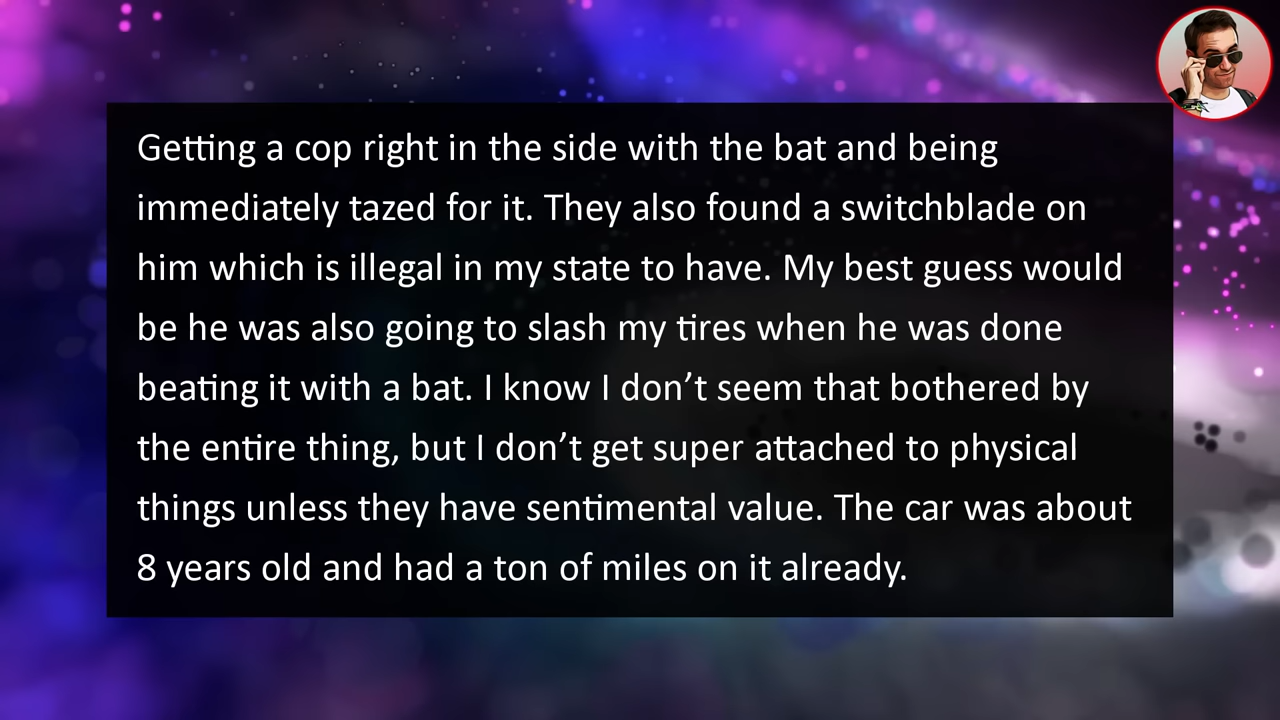 Getting a cop right in the side with the bat and being
immediately tazed for it. They also found a switchblade on
him which is illegal in my state to have. My best guess would
be he was also going to slash my tires when he was done
beating it with a bat. I know I don’t seem that bothered by
the entire thing, but I don’t get super attached to physical
things unless they have sentimental value. The car was about
8 years old and had a ton of miles on it already.